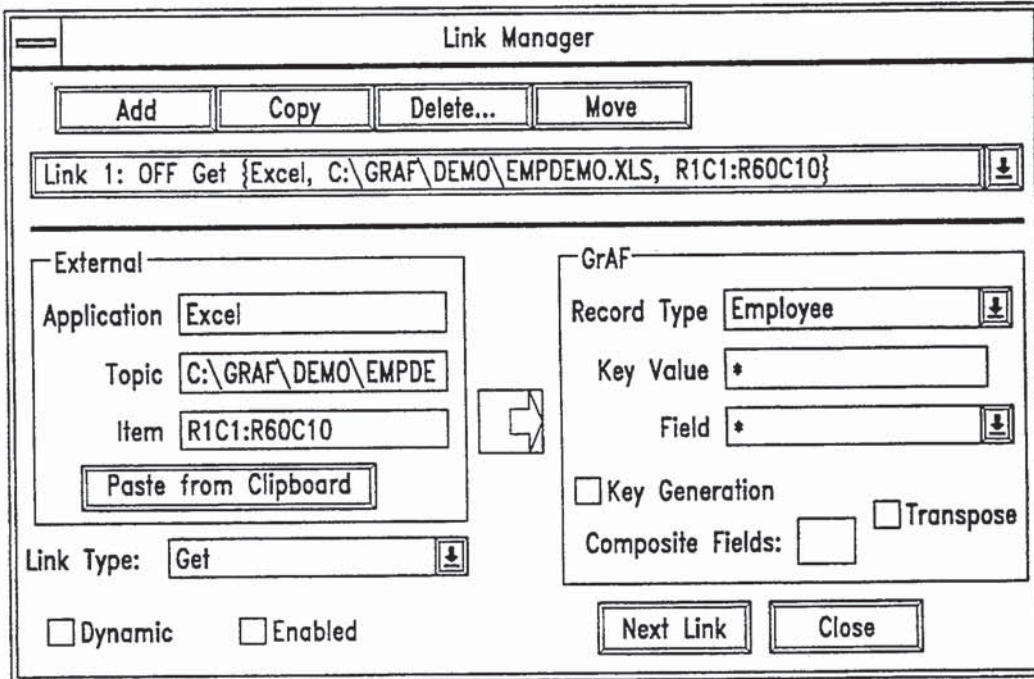 Link Manager
Add Copy Delete... Move
Link 1: OFF Get {Excel, C:\GRAF\DEMO\EMPDEMO.XLS, R1C1:R60C10}
External
Application Excel
Topic C:\GRAF\DEMO\EMPDE
Item R1C1:R60C10
Paste from Clipboard
Link Type: Get
Dynamic Enabled
GrAF
Record Type Employee
Key Value *
Field *
Key Generation
Transpose
Composite Fields:
Next Link Close